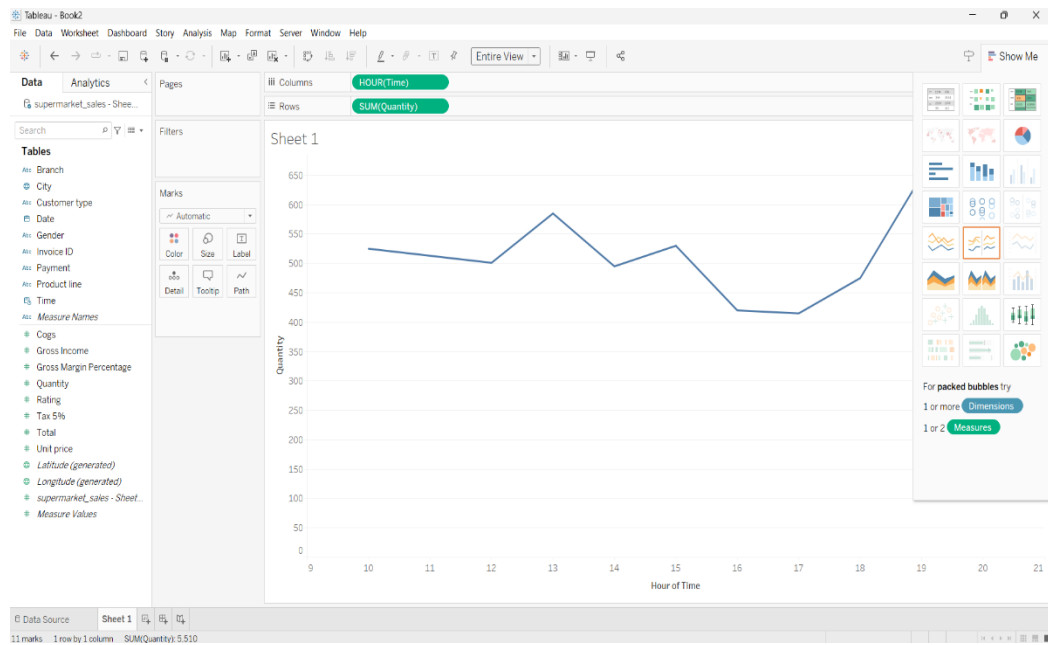 Tableau - Book2
File Data Worksheet Dashboard Story Analysis Map Format Server Window Help
Entire View
Show Me
Data Analytics
supermarket_sales - Shee...
Search
Tables
Abc Branch
City
Abc Customer type
Date
Abc Gender
Abc Invoice ID
Abc Payment
Abc Product line
Time
Abc Measure Names
Cogs
Gross Income
Gross Margin Percentage
Quantity
Rating
Tax 5%
Total
Unit price
Latitude (generated)
Longitude (generated)
supermarket_sales - Sheet...
Measure Values
Pages
Filters
Marks
Automatic
Color Size Label
Detail Tooltip Path
Columns HOUR(Time)
Rows SUM(Quantity)
Sheet 1
650
600
550
500
450
400
350
300
250
200
150
100
50
0
Quantity
9 10 11 12 13 14 15 16 17 18 19 20 21
Hour of Time
For packed bubbles try
1 or more Dimensions
1 or 2 Measures
Data Source Sheet 1
11 marks 1 row by 1 column SUM(Quantity): 5,510